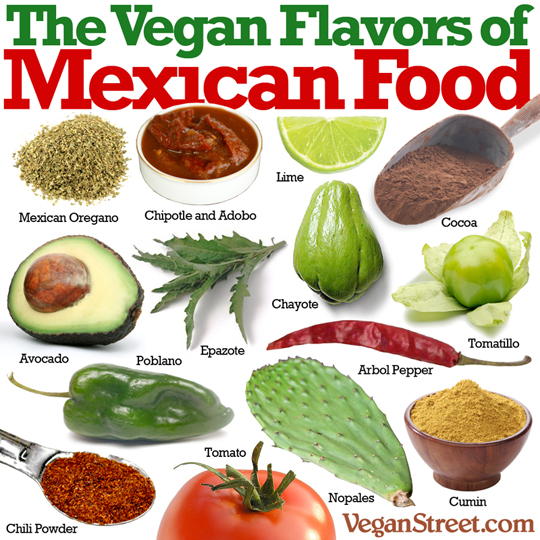 The Vegan Flavors of
Mexican Food
Mexican Oregano
Chipotle and Adobo
Lime
Cocoa
Avocado
Epazote
Chayote
Tomatillo
Poblano
Arbol Pepper
Chili Powder
Tomato
Nopales
Cumin
VeganStreet.com